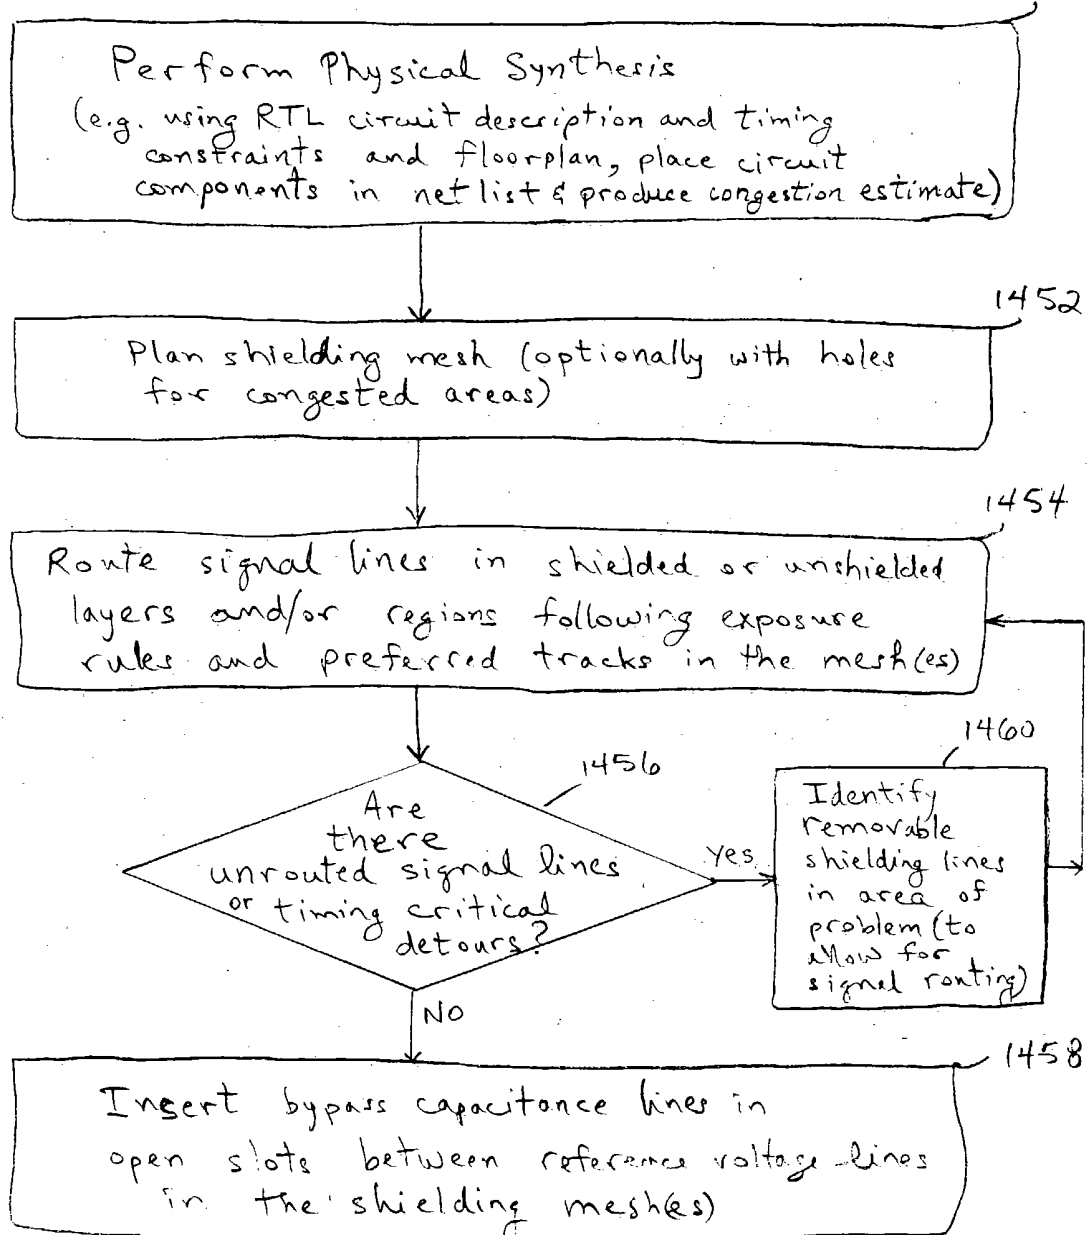 Perform Physical Synthesis
(e.g. using RTL circuit description and timing
constraints and floorplan, place circuit
components in netlist & produce congestion estimate)
1452
Plan shielding mesh (optionally with holes
for congested areas)
1454
Route signal lines in shielded or unshielded
layers and/or regions following exposure
rules and preferred tracks in the mesh(es)
1456
Are
there
unrouted signal lines
or timing critical
detours?
yes
1460
Identify
removable
shielding lines
in area of
problem (to
allow for
signal routing)
NO
1458
Insert bypass capacitance lines in
open slots between reference voltage lines
in the shielding mesh(es)